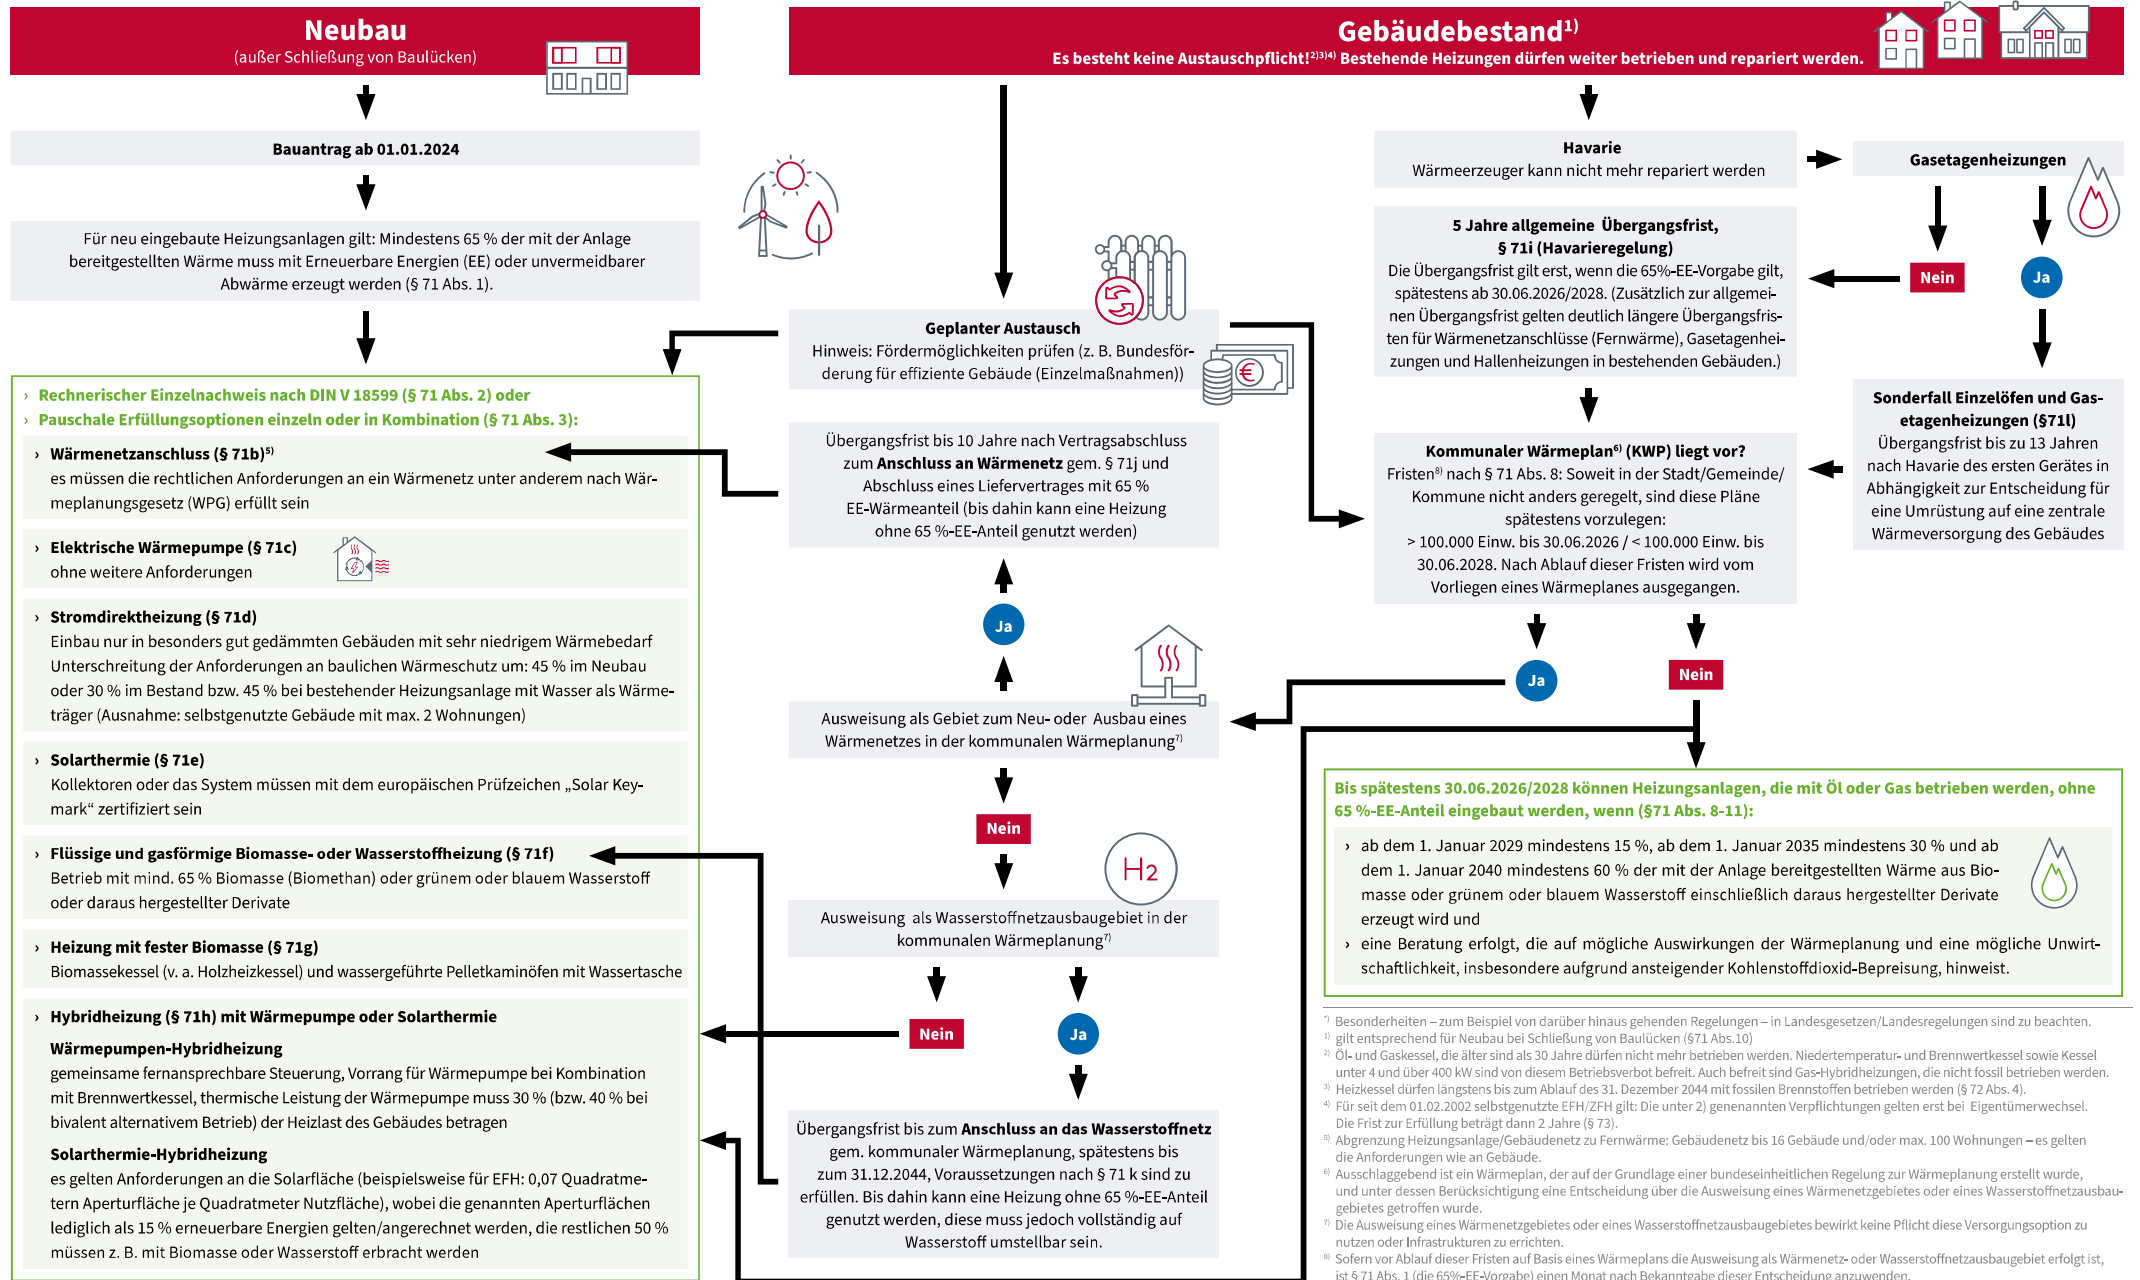 Neubau
(außer Schließung von Baulücken)
Bauantrag ab 01.01.2024
Für neu eingebaute Heizungsanlagen gilt: Mindestens 65 % der mit der Anlage
bereitgestellten Wärme muss mit Erneuerbare Energien (EE) oder unvermeidbarer
Abwärme erzeugt werden (§ 71 Abs. 1).
› Rechnerischer Einzelnachweis nach DIN V 18599 (§ 71 Abs. 2) oder
› Pauschale Erfüllungsoptionen einzeln oder in Kombination (§ 71 Abs. 3):
› Wärmenetzanschluss (§ 71b)⁵⁾
es müssen die rechtlichen Anforderungen an ein Wärmenetz unter anderem nach Wär-
meplanungsgesetz (WPG) erfüllt sein
› Elektrische Wärmepumpe (§ 71c)
ohne weitere Anforderungen
› Stromdirektheizung (§ 71d)
Einbau nur in besonders gut gedämmten Gebäuden mit sehr niedrigem Wärmebedarf
Unterschreitung der Anforderungen an baulichen Wärmeschutz um: 45 % im Neubau
oder 30 % im Bestand bzw. 45 % bei bestehender Heizungsanlage mit Wasser als Wärme-
träger (Ausnahme: selbstgenutzte Gebäude mit max. 2 Wohnungen)
› Solarthermie (§ 71e)
Kollektoren oder das System müssen mit dem europäischen Prüfzeichen „Solar Key-
mark“ zertifiziert sein
› Flüssige und gasförmige Biomasse- oder Wasserstoffheizung (§ 71f)
Betrieb mit mind. 65 % Biomasse (Biomethan) oder grünem oder blauem Wasserstoff
oder daraus hergestellter Derivate
› Heizung mit fester Biomasse (§ 71g)
Biomassekessel (v. a. Holzheizkessel) und wassergeführte Pelletkaminöfen mit Wassertasche
› Hybridheizung (§ 71h) mit Wärmepumpe oder Solarthermie
Wärmepumpen-Hybridheizung
gemeinsame fernansprechbare Steuerung, Vorrang für Wärmepumpe bei Kombination
mit Brennwertkessel, thermische Leistung der Wärmepumpe muss 30 % (bzw. 40 % bei
bivalent alternativem Betrieb) der Heizlast des Gebäudes betragen
Solarthermie-Hybridheizung
es gelten Anforderungen an die Solarfläche (beispielsweise für EFH: 0,07 Quadratme-
tern Aperturfläche je Quadratmeter Nutzfläche), wobei die genannten Aperturflächen
lediglich als 15 % erneuerbare Energien gelten/angerechnet werden, die restlichen 50 %
müssen z. B. mit Biomasse oder Wasserstoff erbracht werden
Gebäudebestand¹⁾
Es besteht keine Austauschpflicht!²⁾³⁾⁴⁾ Bestehende Heizungen dürfen weiter betrieben und repariert werden.
Geplanter Austausch
Hinweis: Fördermöglichkeiten prüfen (z. B. Bundesför-
derung für effiziente Gebäude (Einzelmaßnahmen))
€
Übergangsfrist bis 10 Jahre nach Vertragsabschluss
zum Anschluss an Wärmenetz gem. § 71j und
Abschluss eines Liefervertrages mit 65 %
EE-Wärmeanteil (bis dahin kann eine Heizung
ohne 65 %-EE-Anteil genutzt werden)
Ja
Ausweisung als Gebiet zum Neu- oder Ausbau eines
Wärmenetzes in der kommunalen Wärmeplanung⁷⁾
Nein
H2
Ausweisung als Wasserstoffnetzausbaugebiet in der
kommunalen Wärmeplanung⁷⁾
Nein
Ja
Übergangsfrist bis zum Anschluss an das Wasserstoffnetz
gem. kommunaler Wärmeplanung, spätestens bis
zum 31.12.2044, Voraussetzungen nach § 71 k sind zu
erfüllen. Bis dahin kann eine Heizung ohne 65 %-EE-Anteil
genutzt werden, diese muss jedoch vollständig auf
Wasserstoff umstellbar sein.
Havarie
Wärmeerzeuger kann nicht mehr repariert werden
Gasetagenheizungen
Nein
Ja
5 Jahre allgemeine Übergangsfrist,
§ 71i (Havarieregelung)
Die Übergangsfrist gilt erst, wenn die 65%-EE-Vorgabe gilt,
spätestens ab 30.06.2026/2028. (Zusätzlich zur allgemei-
nen Übergangsfrist gelten deutlich längere Übergangsfris-
ten für Wärmenetzanschlüsse (Fernwärme), Gasetagenhei-
zungen und Hallenheizungen in bestehenden Gebäuden.)
Sonderfall Einzelöfen und Gas-
etagenheizungen (§71l)
Übergangsfrist bis zu 13 Jahren
nach Havarie des ersten Gerätes in
Abhängigkeit zur Entscheidung für
eine Umrüstung auf eine zentrale
Wärmeversorgung des Gebäudes
Kommunaler Wärmeplan⁶⁾ (KWP) liegt vor?
Fristen⁸⁾ nach § 71 Abs. 8: Soweit in der Stadt/Gemeinde/
Kommune nicht anders geregelt, sind diese Pläne
spätestens vorzulegen:
> 100.000 Einw. bis 30.06.2026 / < 100.000 Einw. bis
30.06.2028. Nach Ablauf dieser Fristen wird vom
Vorliegen eines Wärmeplanes ausgegangen.
Ja
Nein
Bis spätestens 30.06.2026/2028 können Heizungsanlagen, die mit Öl oder Gas betrieben werden, ohne
65 %-EE-Anteil eingebaut werden, wenn (§71 Abs. 8-11):
› ab dem 1. Januar 2029 mindestens 15 %, ab dem 1. Januar 2035 mindestens 30 % und ab
dem 1. Januar 2040 mindestens 60 % der mit der Anlage bereitgestellten Wärme aus Bio-
masse oder grünem oder blauem Wasserstoff einschließlich daraus hergestellter Derivate
erzeugt wird und
› eine Beratung erfolgt, die auf mögliche Auswirkungen der Wärmeplanung und eine mögliche Unwirt-
schaftlichkeit, insbesondere aufgrund ansteigender Kohlenstoffdioxid-Bepreisung, hinweist.
*⁾ Besonderheiten – zum Beispiel von darüber hinaus gehenden Regelungen – in Landesgesetzen/Landesregelungen sind zu beachten.
¹⁾ gilt entsprechend für Neubau bei Schließung von Baulücken (§71 Abs.10)
²⁾ Öl- und Gaskessel, die älter sind als 30 Jahre dürfen nicht mehr betrieben werden. Niedertemperatur- und Brennwertkessel sowie Kessel
unter 4 und über 400 kW sind von diesem Betriebsverbot befreit. Auch befreit sind Gas-Hybridheizungen, die nicht fossil betrieben werden.
³⁾ Heizkessel dürfen längstens bis zum Ablauf des 31. Dezember 2044 mit fossilen Brennstoffen betrieben werden (§ 72 Abs. 4).
⁴⁾ Für seit dem 01.02.2002 selbstgenutzte EFH/ZFH gilt: Die unter 2) genenannten Verpflichtungen gelten erst bei Eigentümerwechsel.
Die Frist zur Erfüllung beträgt dann 2 Jahre (§ 73).
⁵⁾ Abgrenzung Heizungsanlage/Gebäudenetz zu Fernwärme: Gebäudenetz bis 16 Gebäude und/oder max. 100 Wohnungen – es gelten
die Anforderungen wie an Gebäude.
⁶⁾ Ausschlaggebend ist ein Wärmeplan, der auf der Grundlage einer bundeseinheitlichen Regelung zur Wärmeplanung erstellt wurde,
und unter dessen Berücksichtigung eine Entscheidung über die Ausweisung eines Wärmenetzgebietes oder eines Wasserstoffnetzausbau-
gebietes getroffen wurde.
⁷⁾ Die Ausweisung eines Wärmenetzgebietes oder eines Wasserstoffnetzausbaugebietes bewirkt keine Pflicht diese Versorgungsoption zu
nutzen oder Infrastrukturen zu errichten.
⁸⁾ Sofern vor Ablauf dieser Fristen auf Basis eines Wärmeplans die Ausweisung als Wärmenetz- oder Wasserstoffnetzausbaugebiet erfolgt ist,
ist § 71 Abs. 1 (die 65%-EE-Vorgabe) einen Monat nach Bekanntgabe dieser Entscheidung anzuwenden.